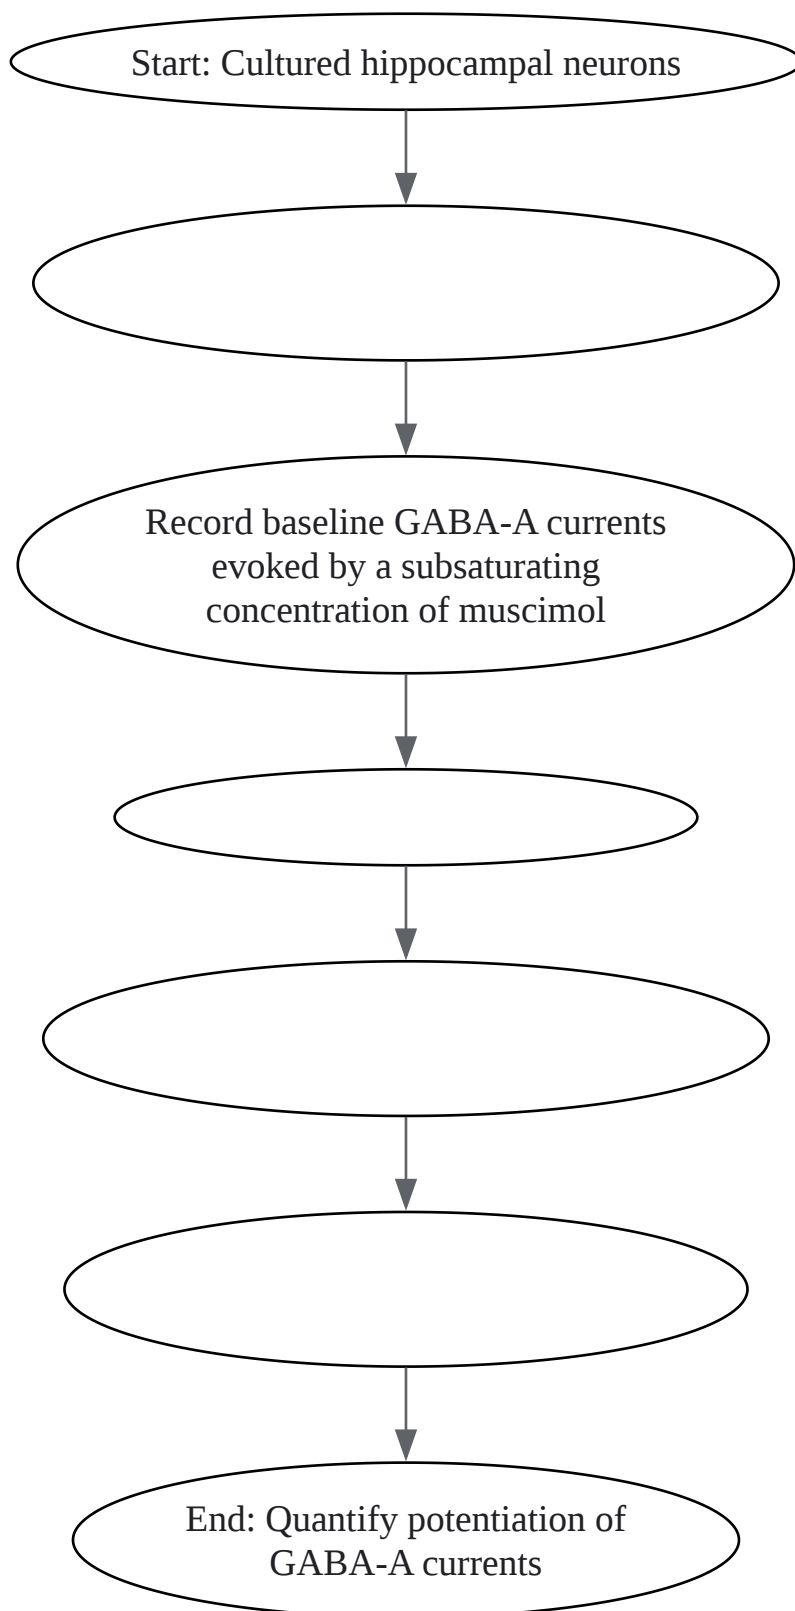 Start: Cultured hippocampal neurons
Record baseline GABA-A currents
evoked by a subsaturating
concentration of muscimol
End: Quantify potentiation of
GABA-A currents